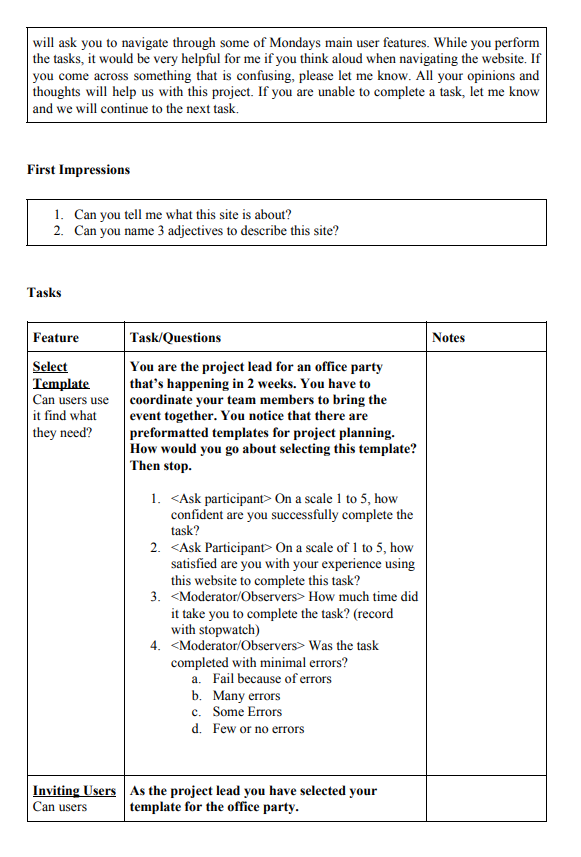 will ask you to navigate through some of Mondays main user features. While you perform
the tasks, it would be very helpful for me if you think aloud when navigating the website. If
you come across something that is confusing, please let me know. All your opinions and
thoughts will help us with this project. If you are unable to complete a task, let me know
and we will continue to the next task.
First Impressions
1. Can you tell me what this site is about?
2. Can you name 3 adjectives to describe this site?
Tasks
Feature
Task/Questions
Notes
Select
Template
Can users use
it find what
they need?
You are the project lead for an office party
that's happening in 2 weeks. You have to
coordinate your team members to bring the
event together. You notice that there are
preformatted templates for project planning.
How would you go about selecting this template?
Then stop.
1. <Ask participant> On a scale 1 to 5, how
confident are you successfully complete the
task?
2. <Ask Participant> On a scale of 1 to 5, how
satisfied are you with your experience using
this website to complete this task?
3. <Moderator/Observers> How much time did
it take you to complete the task? (record
with stopwatch)
4. <Moderator/Observers> Was the task
completed with minimal errors?
a. Fail because of errors
b. Many errors
c. Some Errors
d. Few or no errors
Inviting Users
Can users
As the project lead you have selected your
template for the office party.